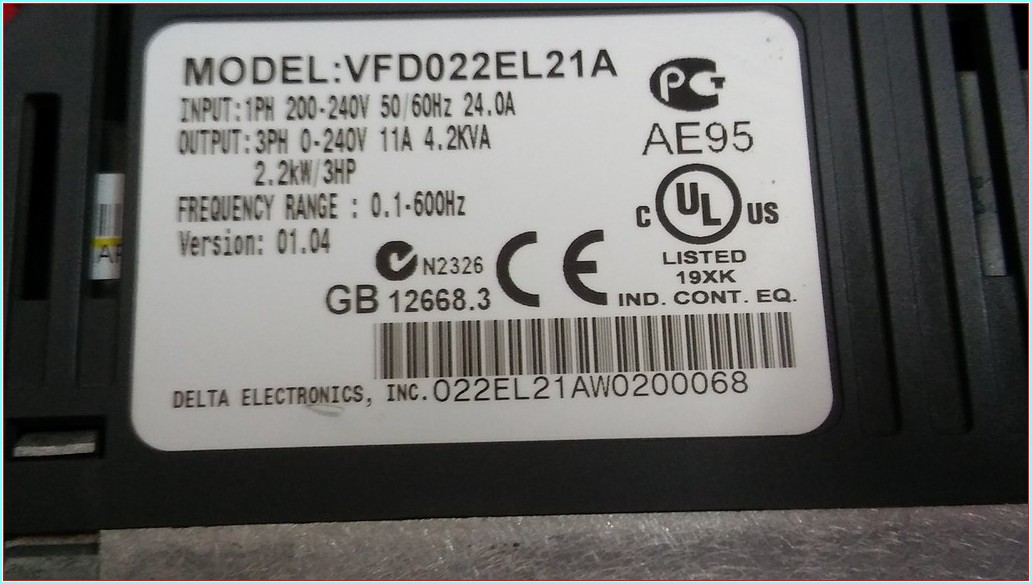 MODEL:VFD022EL21A
INPUT:1PH 200-240V 50/60Hz 24.0A
OUTPUT:3PH 0-240V 11A 4.2KVA
2.2kW/3HP
FREQUENCY RANGE : 0.1-600Hz
Version: 01.04
N2326
GB 12668.3
CE
PCT
AE95
C UL US
LISTED
19XK
IND. CONT. EQ.
DELTA ELECTRONICS, INC. 022EL21AW0200068